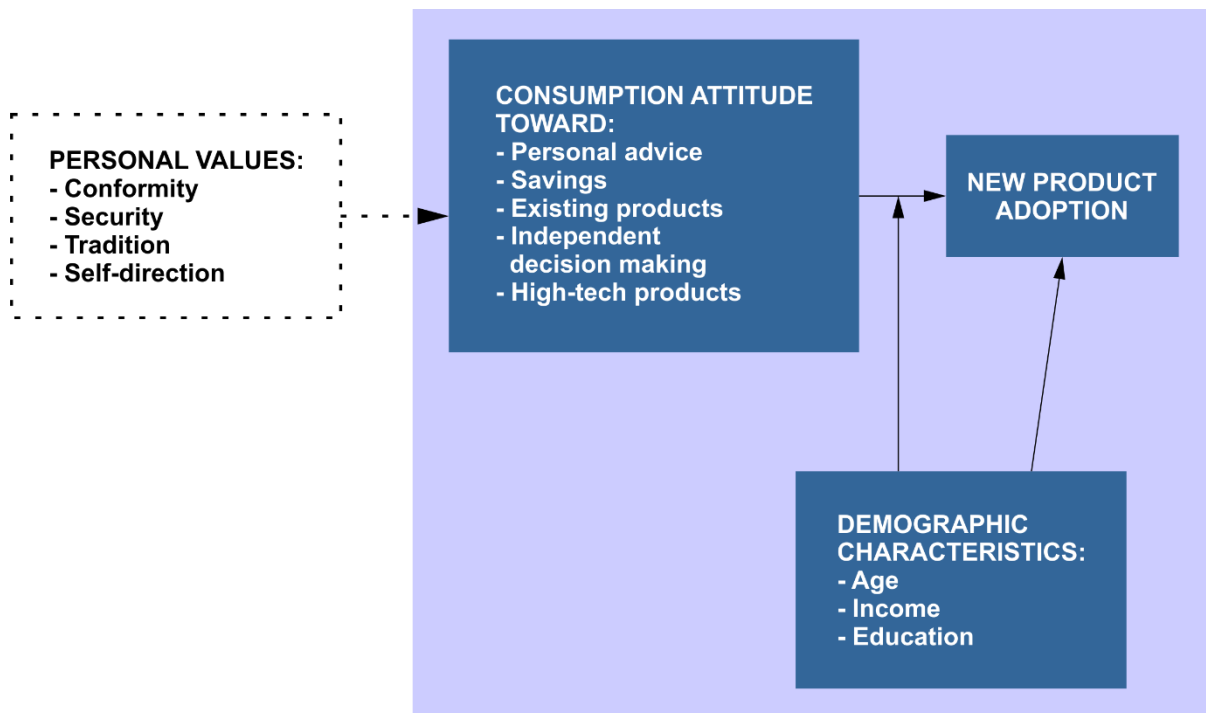 PERSONAL VALUES:
- Conformity
- Security
- Tradition
- Self-direction
CONSUMPTION ATTITUDE
TOWARD:
- Personal advice
- Savings
- Existing products
- Independent
decision making
- High-tech products
NEW PRODUCT
ADOPTION
DEMOGRAPHIC
CHARACTERISTICS:
- Age
- Income
- Education